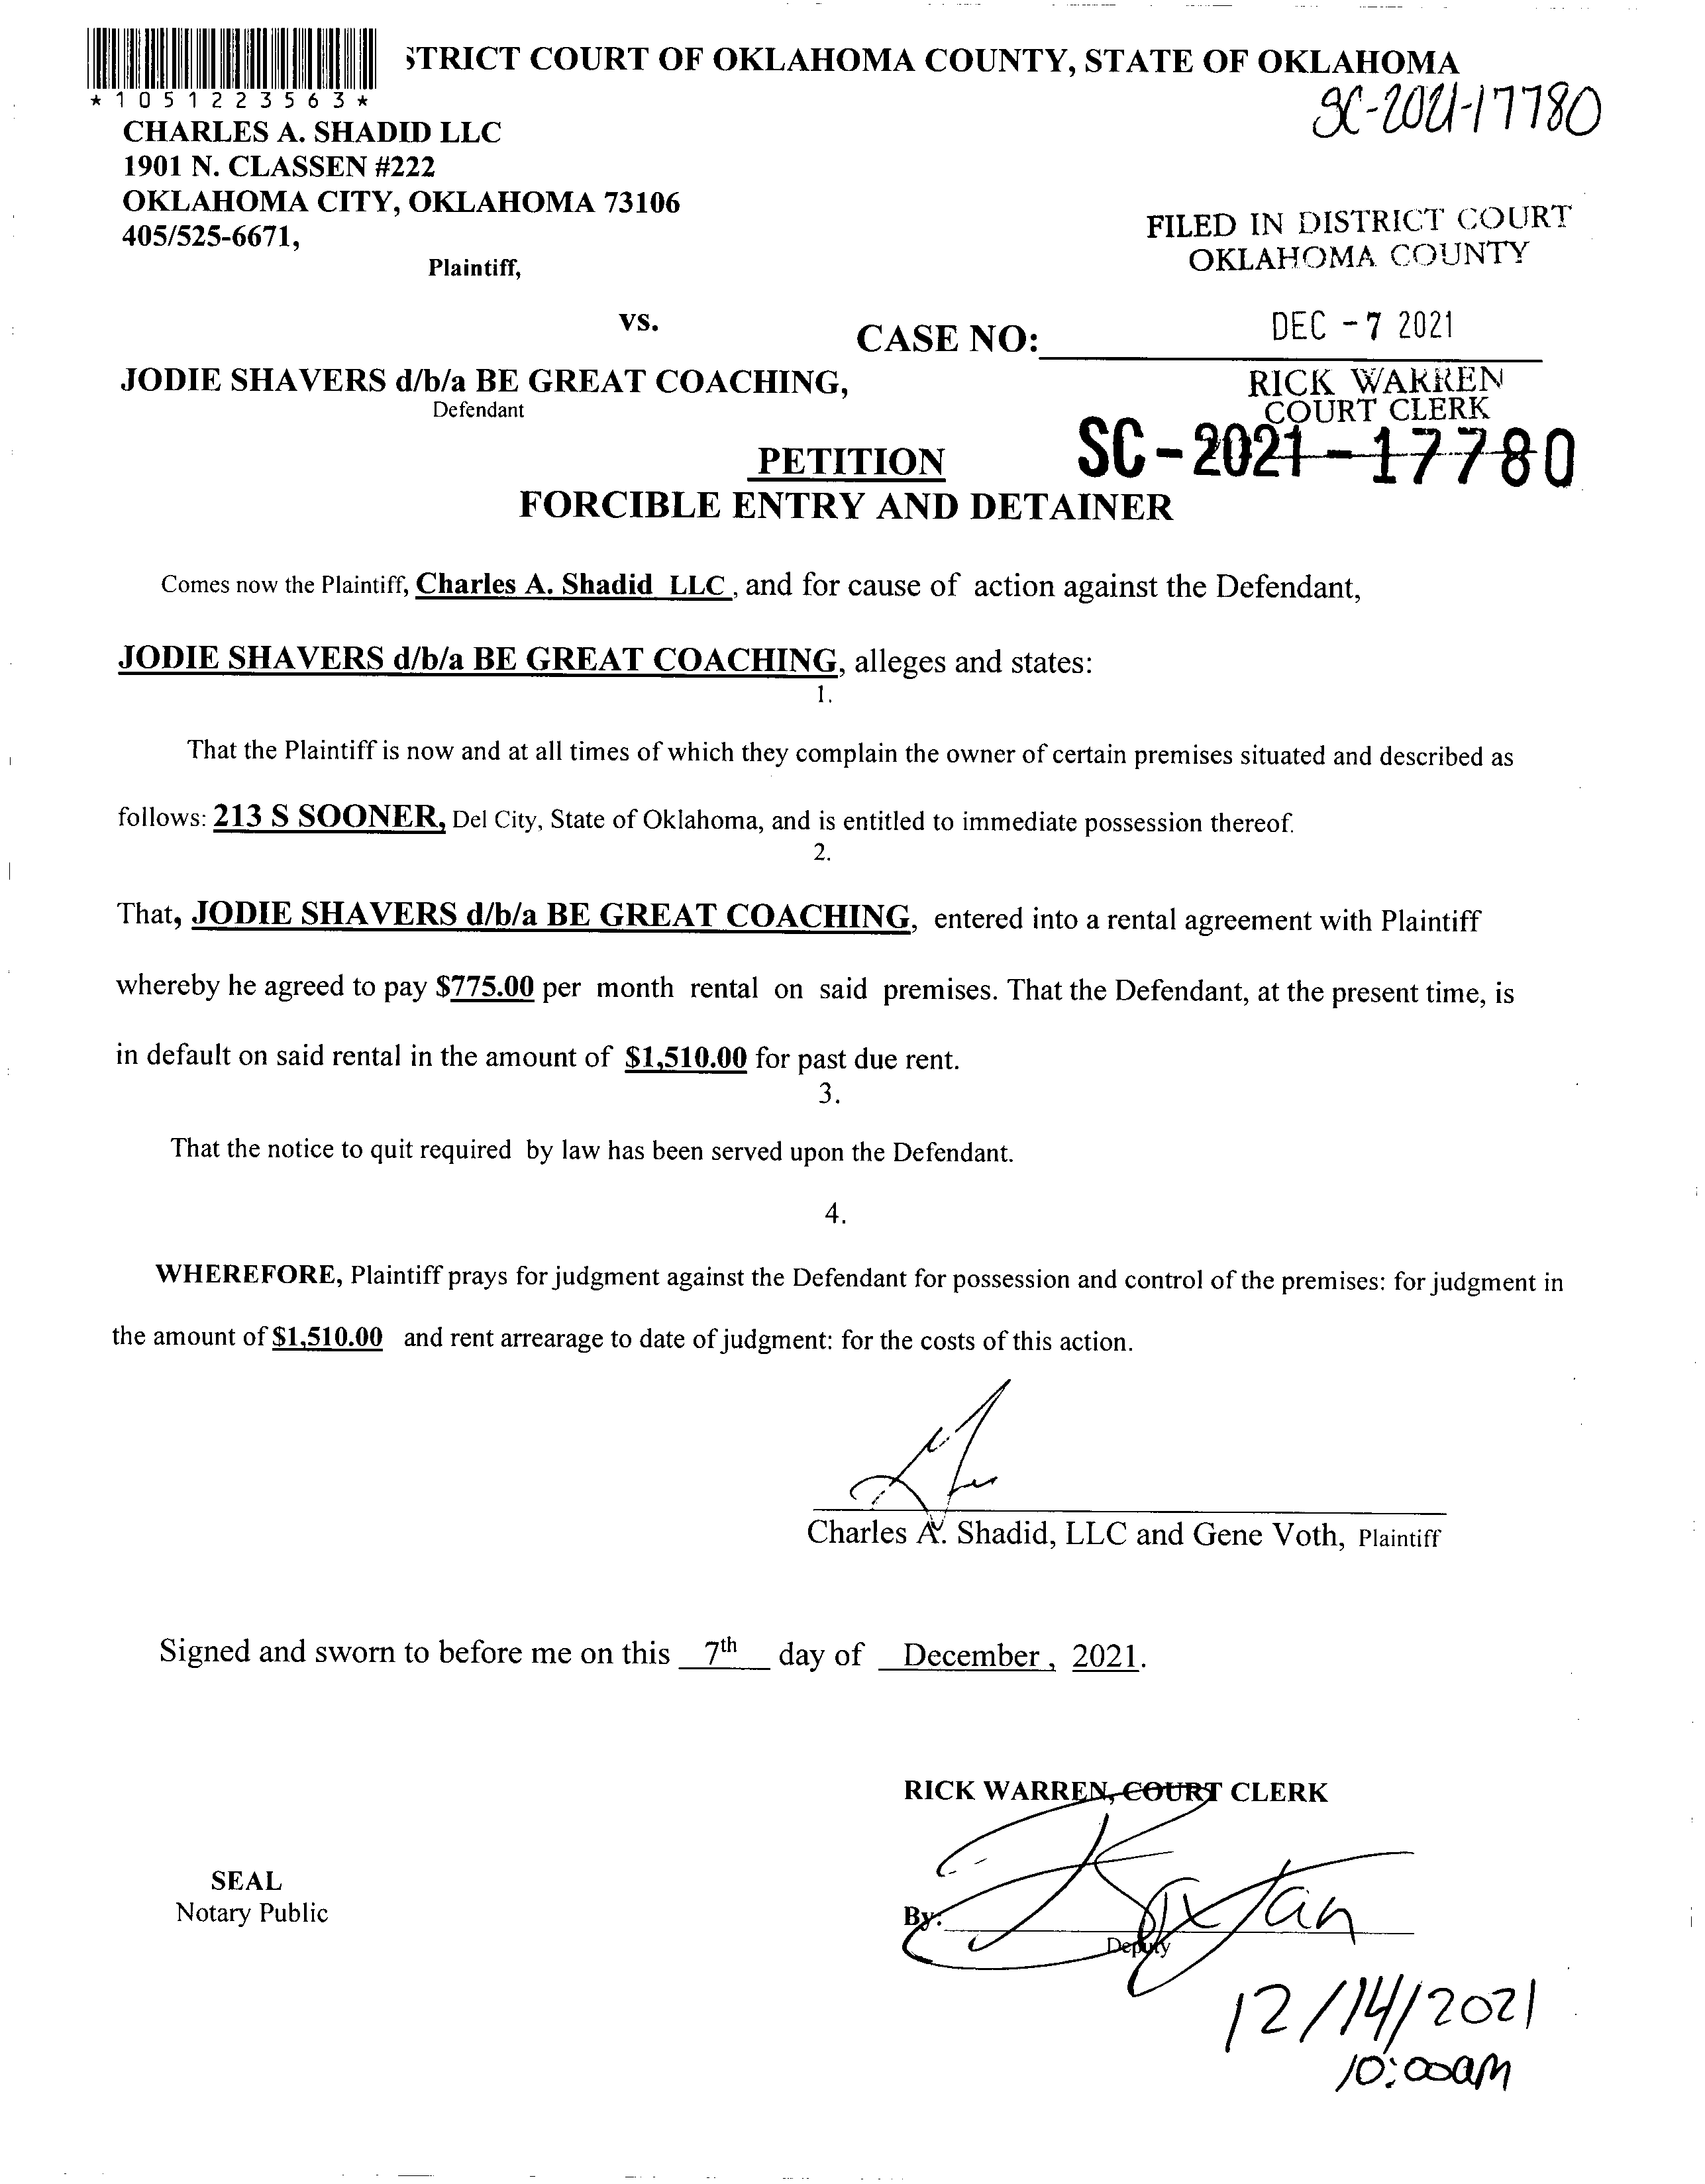 STRICT COURT OF OKLAHOMA COUNTY, STATE OF OKLAHOMA
*1051223563*
SC-2021-17780
CHARLES A. SHADID LLC
1901 N. CLASSEN #222
OKLAHOMA CITY, OKLAHOMA 73106
405/525-6671,
Plaintiff,
FILED IN DISTRICT COURT
OKLAHOMA COUNTY
vs.
CASE NO:
DEC -7 2021
JODIE SHAVERS d/b/a BE GREAT COACHING,
Defendant
RICK WARREN
COURT CLERK
SC-2021-17780
PETITION
FORCIBLE ENTRY AND DETAINER
Comes now the Plaintiff, Charles A. Shadid LLC, and for cause of action against the Defendant,
JODIE SHAVERS d/b/a BE GREAT COACHING, alleges and states:
1.
That the Plaintiff is now and at all times of which they complain the owner of certain premises situated and described as
follows: 213 S SOONER, Del City, State of Oklahoma, and is entitled to immediate possession thereof.
2.
That, JODIE SHAVERS d/b/a BE GREAT COACHING, entered into a rental agreement with Plaintiff
whereby he agreed to pay $775.00 per month rental on said premises. That the Defendant, at the present time, is
in default on said rental in the amount of $1,510.00 for past due rent.
3.
That the notice to quit required by law has been served upon the Defendant.
4.
WHEREFORE, Plaintiff prays for judgment against the Defendant for possession and control of the premises: for judgment in
the amount of $1,510.00 and rent arrearage to date of judgment: for the costs of this action.
Charles A. Shadid, LLC and Gene Voth, Plaintiff
Signed and sworn to before me on this 7th day of December, 2021.
RICK WARREN, COURT CLERK
SEAL
Notary Public
By:
Deputy
12/14/2021
10:00am